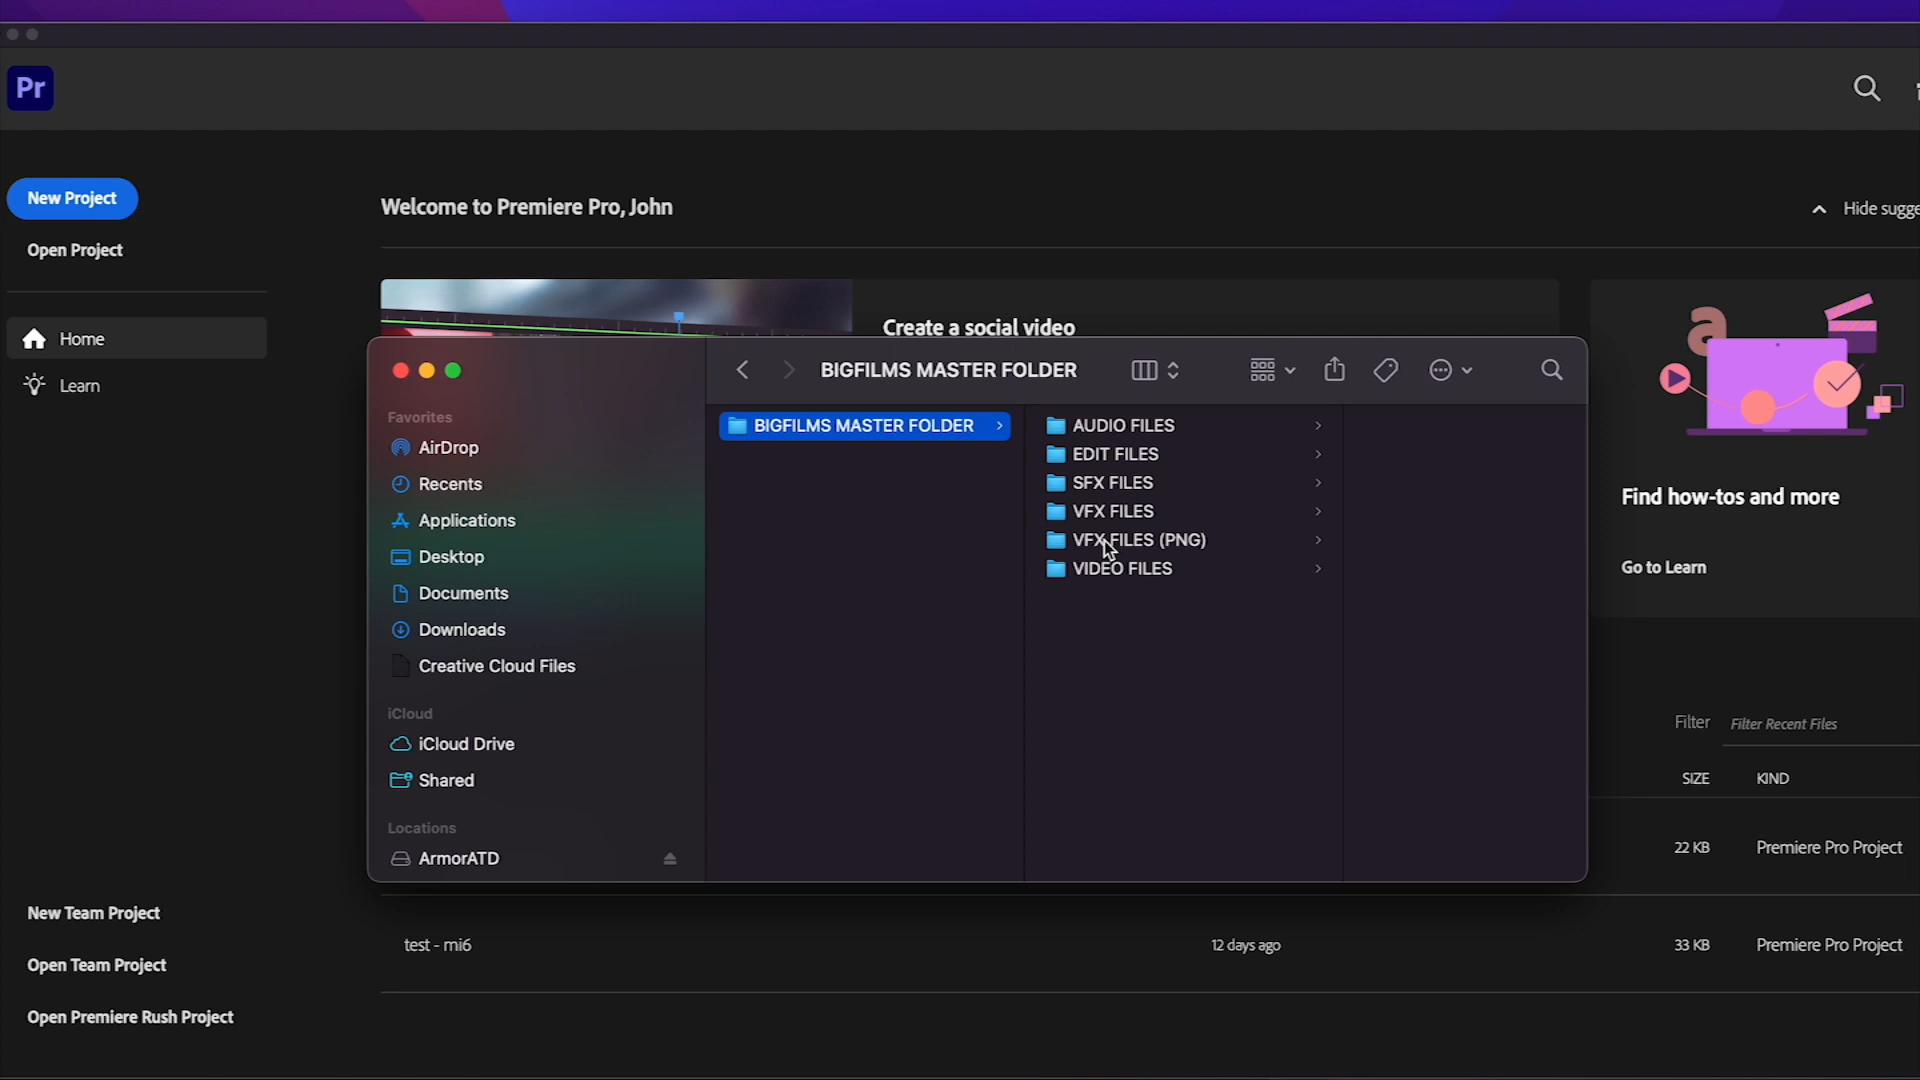 Pr
New Project
Open Project
Home
Learn
New Team Project
Open Team Project
Open Premiere Rush Project
Welcome to Premiere Pro, John
Hide sugge
Create a social video
BIGFILMS MASTER FOLDER
Favorites
AirDrop
Recents
Applications
Desktop
Documents
Downloads
Creative Cloud Files
iCloud
iCloud Drive
Shared
Locations
ArmorATD
BIGFILMS MASTER FOLDER
AUDIO FILES
EDIT FILES
SFX FILES
VFX FILES
VFX FILES (PNG)
VIDEO FILES
a
Find how-tos and more
Go to Learn
Filter Filter Recent Files
SIZE KIND
22 KB Premiere Pro Project
test - mi6 12 days ago 33 KB Premiere Pro Project